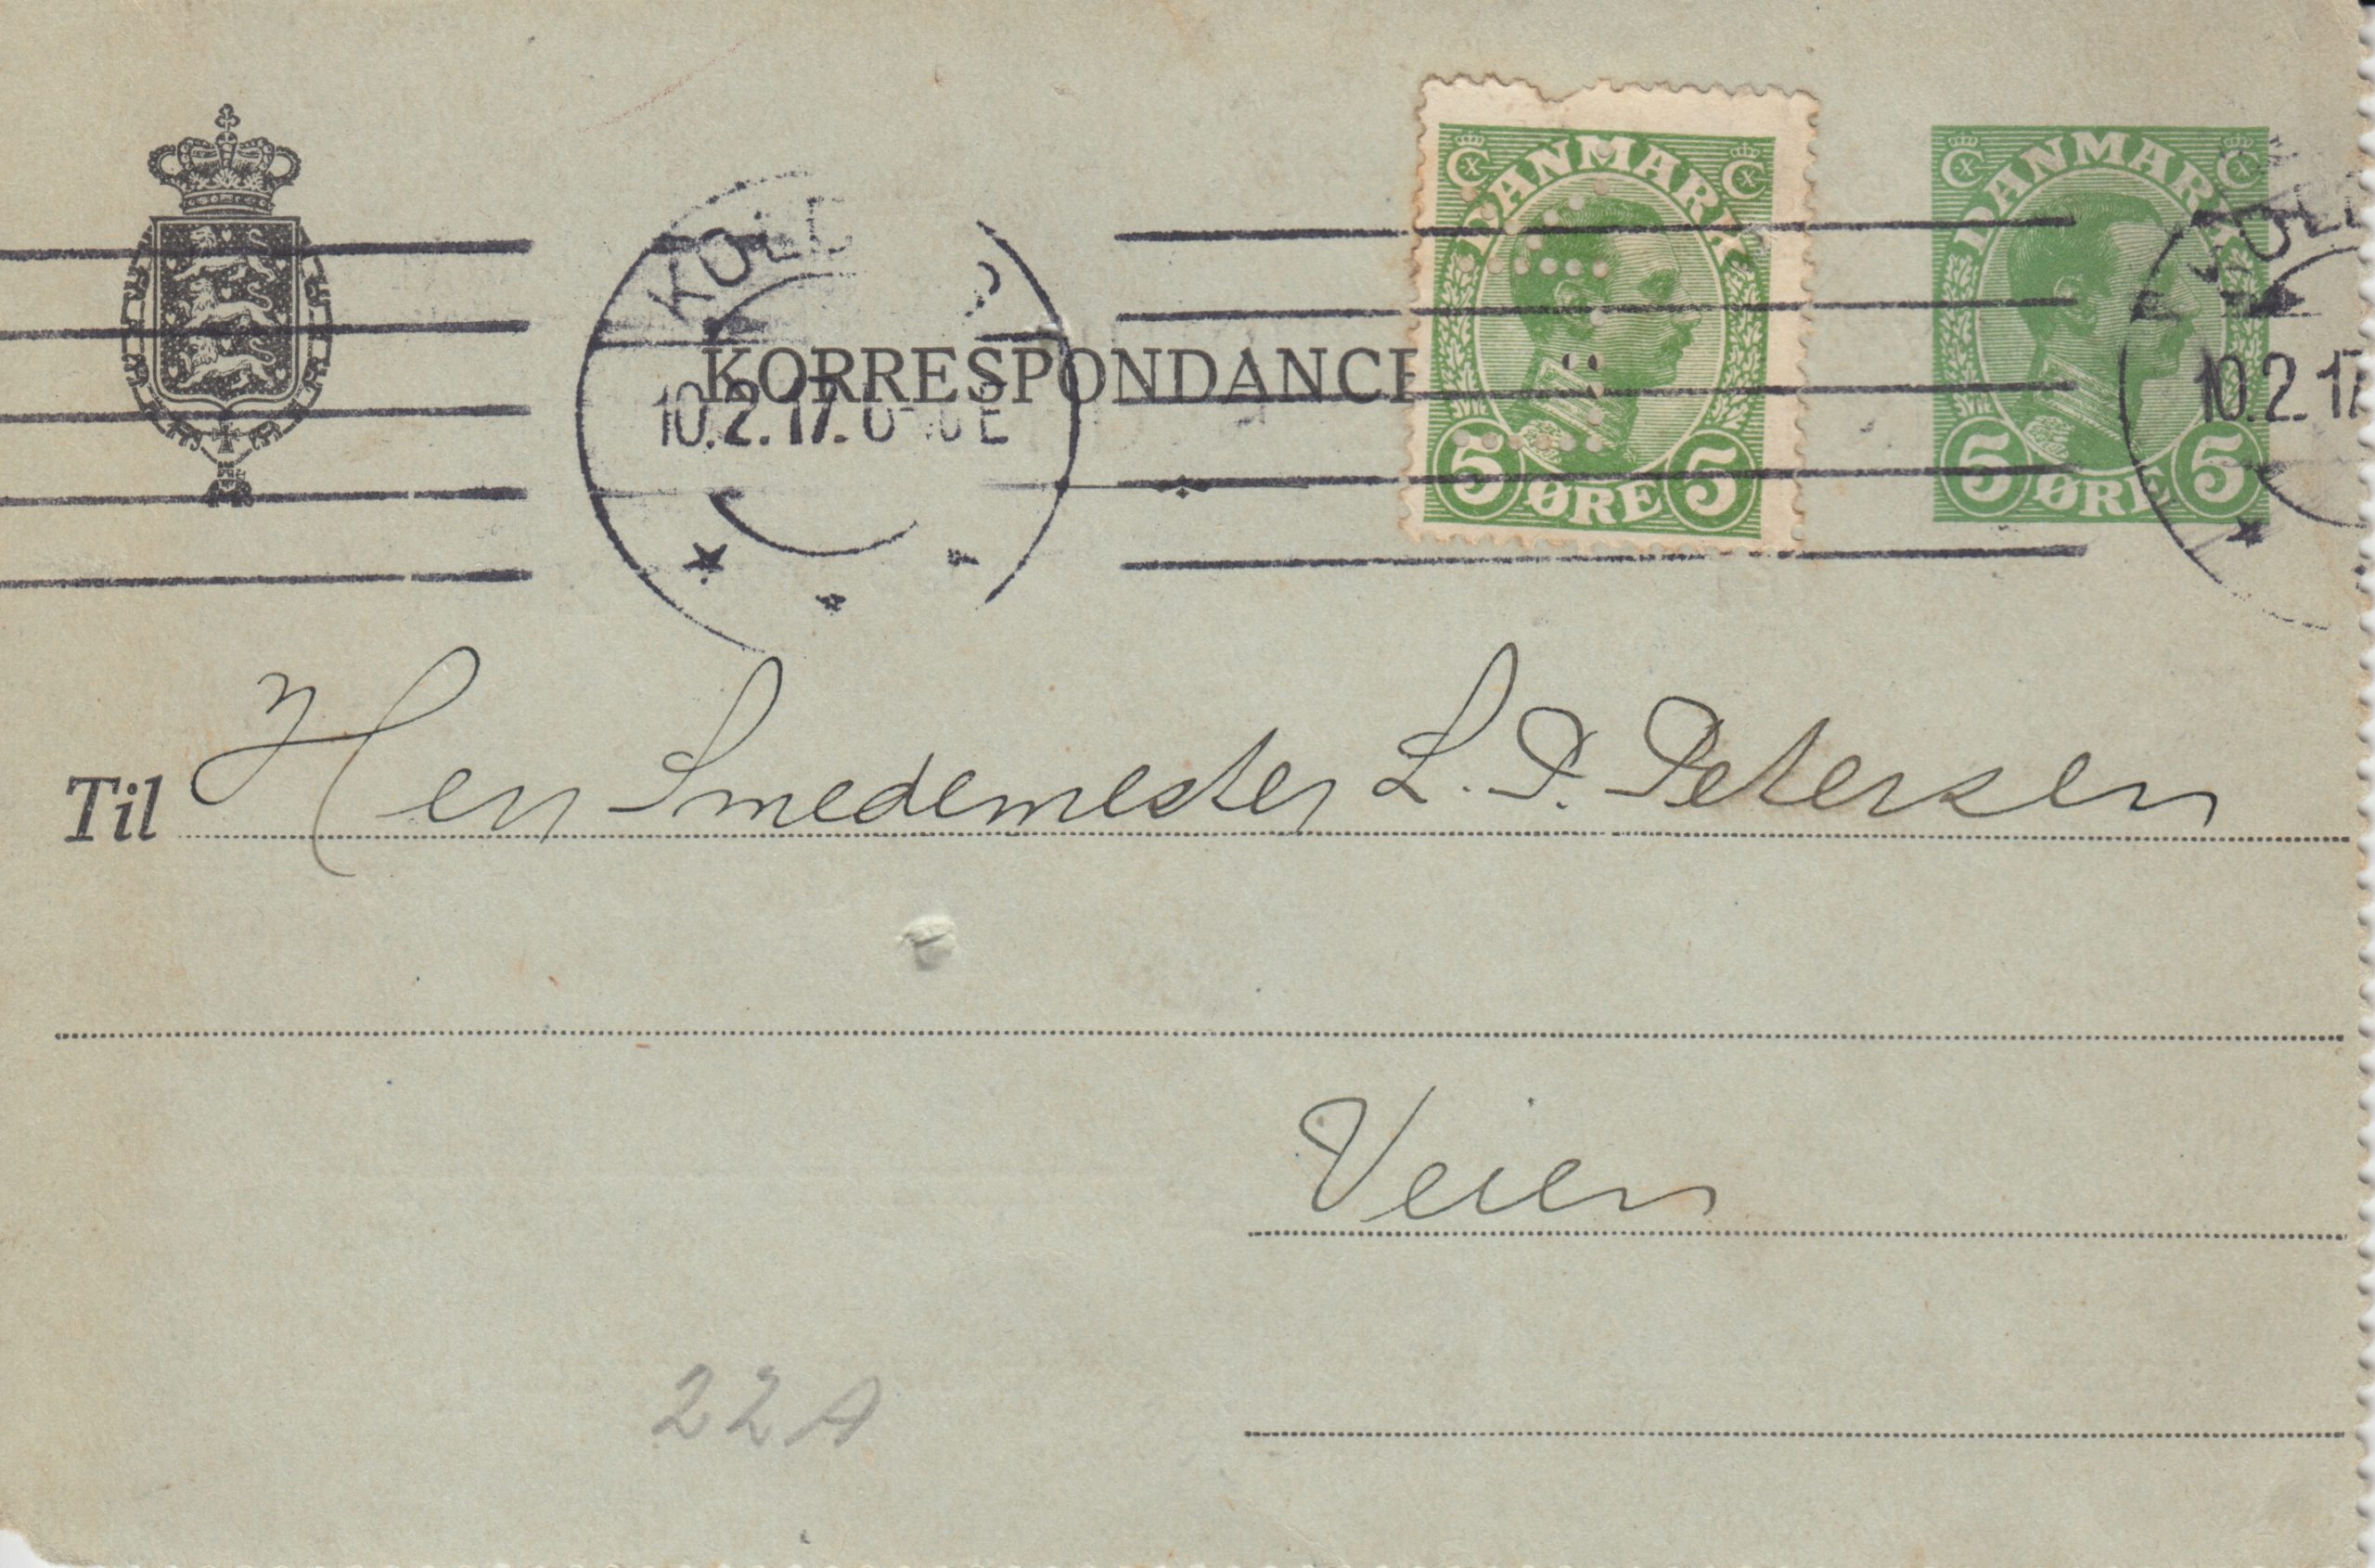 DANMARK
DANMARK
KORRESPONDANCE
10.2.17.
10.2.17
5 ØRE 5
5 ØRE 5
Til Herr Smedemester L. P. Petersen
Veien
22A